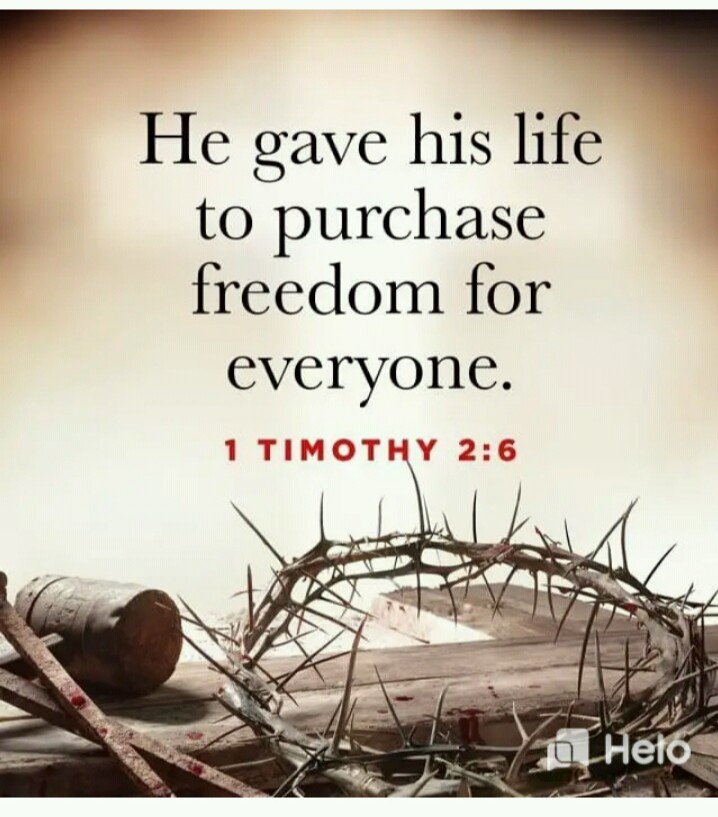 He gave his life
to purchase
freedom for
everyone.
1 TIMOTHY 2:6
Helo